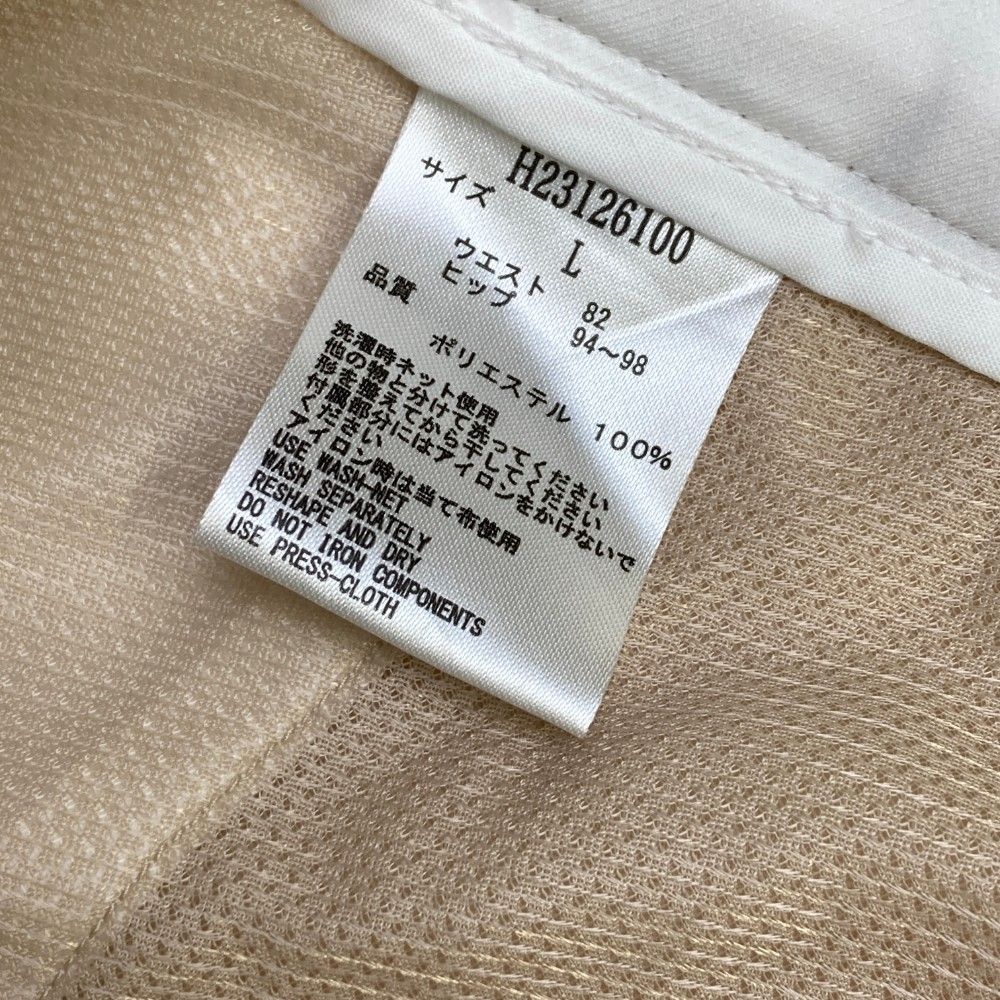 H23126100
サイズ L
ウエスト 82
ヒップ 94～98
品質
ポリエステル 100%
洗濯時ネット使用
他の物と分けて洗ってください
形を整えてから干してください
付属部分にはアイロンをかけないで
ください
アイロン時は当て布使用
USE WASH-NET
WASH SEPARATELY
RESHAPE AND DRY
DO NOT IRON COMPONENTS
USE PRESS-CLOTH